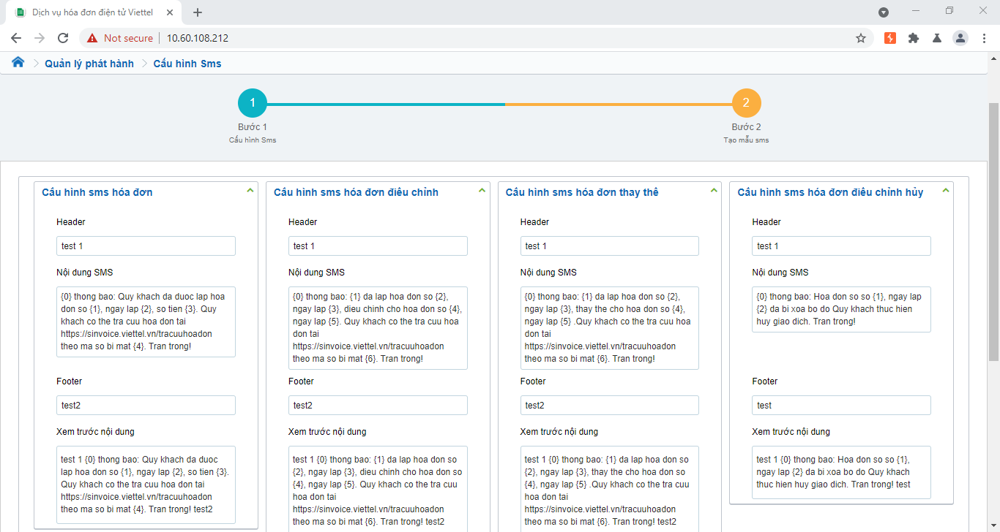 Dịch vụ hóa đơn điện tử Viettel
Not secure
10.60.108.212
Quản lý phát hành
Cấu hình Sms
1
2
Bước 1
Bước 2
Cấu hình Sms
Tạo mẫu sms
Cấu hình sms hóa đơn
Header
test 1
Nội dung SMS
{0} thong bao: Quy khach da duoc lap hoa
don so {1}, ngay lap {2}, so tien {3}. Quy
khach co the tra cuu hoa don tai
https://sinvoice.viettel.vn/tracuuhoadon
theo ma so bi mat {4}. Tran trong!
Footer
test2
Xem trước nội dung
test 1 {0} thong bao: Quy khach da duoc
lap hoa don so {1}, ngay lap {2}, so tien {3}.
Quy khach co the tra cuu hoa don tai
https://sinvoice.viettel.vn/tracuuhoadon
theo ma so bi mat {4}. Tran trong! test2
Cấu hình sms hóa đơn điều chỉnh
Header
test 1
Nội dung SMS
{0} thong bao: {1} da lap hoa don so {2},
ngay lap {3}, dieu chinh cho hoa don so {4},
ngay lap {5}. Quy khach co the tra cuu hoa
don tai
https://sinvoice.viettel.vn/tracuuhoadon
theo ma so bi mat {6}. Tran trong!
Footer
test2
Xem trước nội dung
test 1 {0} thong bao: {1} da lap hoa don so
{2}, ngay lap {3}, dieu chinh cho hoa don so
{4}, ngay lap {5}. Quy khach co the tra cuu
hoa don tai
https://sinvoice.viettel.vn/tracuuhoadon
theo ma so bi mat {6}. Tran trong! test2
Cấu hình sms hóa đơn thay thế
Header
test 1
Nội dung SMS
{0} thong bao: {1} da lap hoa don so {2},
ngay lap {3}, thay the cho hoa don so {4},
ngay lap {5} .Quy khach co the tra cuu hoa
don tai
https://sinvoice.viettel.vn/tracuuhoadon
theo ma so bi mat {6}. Tran trong!
Footer
test2
Xem trước nội dung
test 1 {0} thong bao: {1} da lap hoa don so
{2}, ngay lap {3}, thay the cho hoa don so
{4}, ngay lap {5} .Quy khach co the tra cuu
hoa don tai
https://sinvoice.viettel.vn/tracuuhoadon
theo ma so bi mat {6}. Tran trong! test2
Cấu hình sms hóa đơn điều chỉnh hủy
Header
test 1
Nội dung SMS
{0} thong bao: Hoa don so so {1}, ngay lap
{2} da bi xoa bo do Quy khach thuc hien
huy giao dich. Tran trong!
Footer
test
Xem trước nội dung
test 1 {0} thong bao: Hoa don so so {1},
ngay lap {2} da bi xoa bo do Quy khach
thuc hien huy giao dich. Tran trong! test